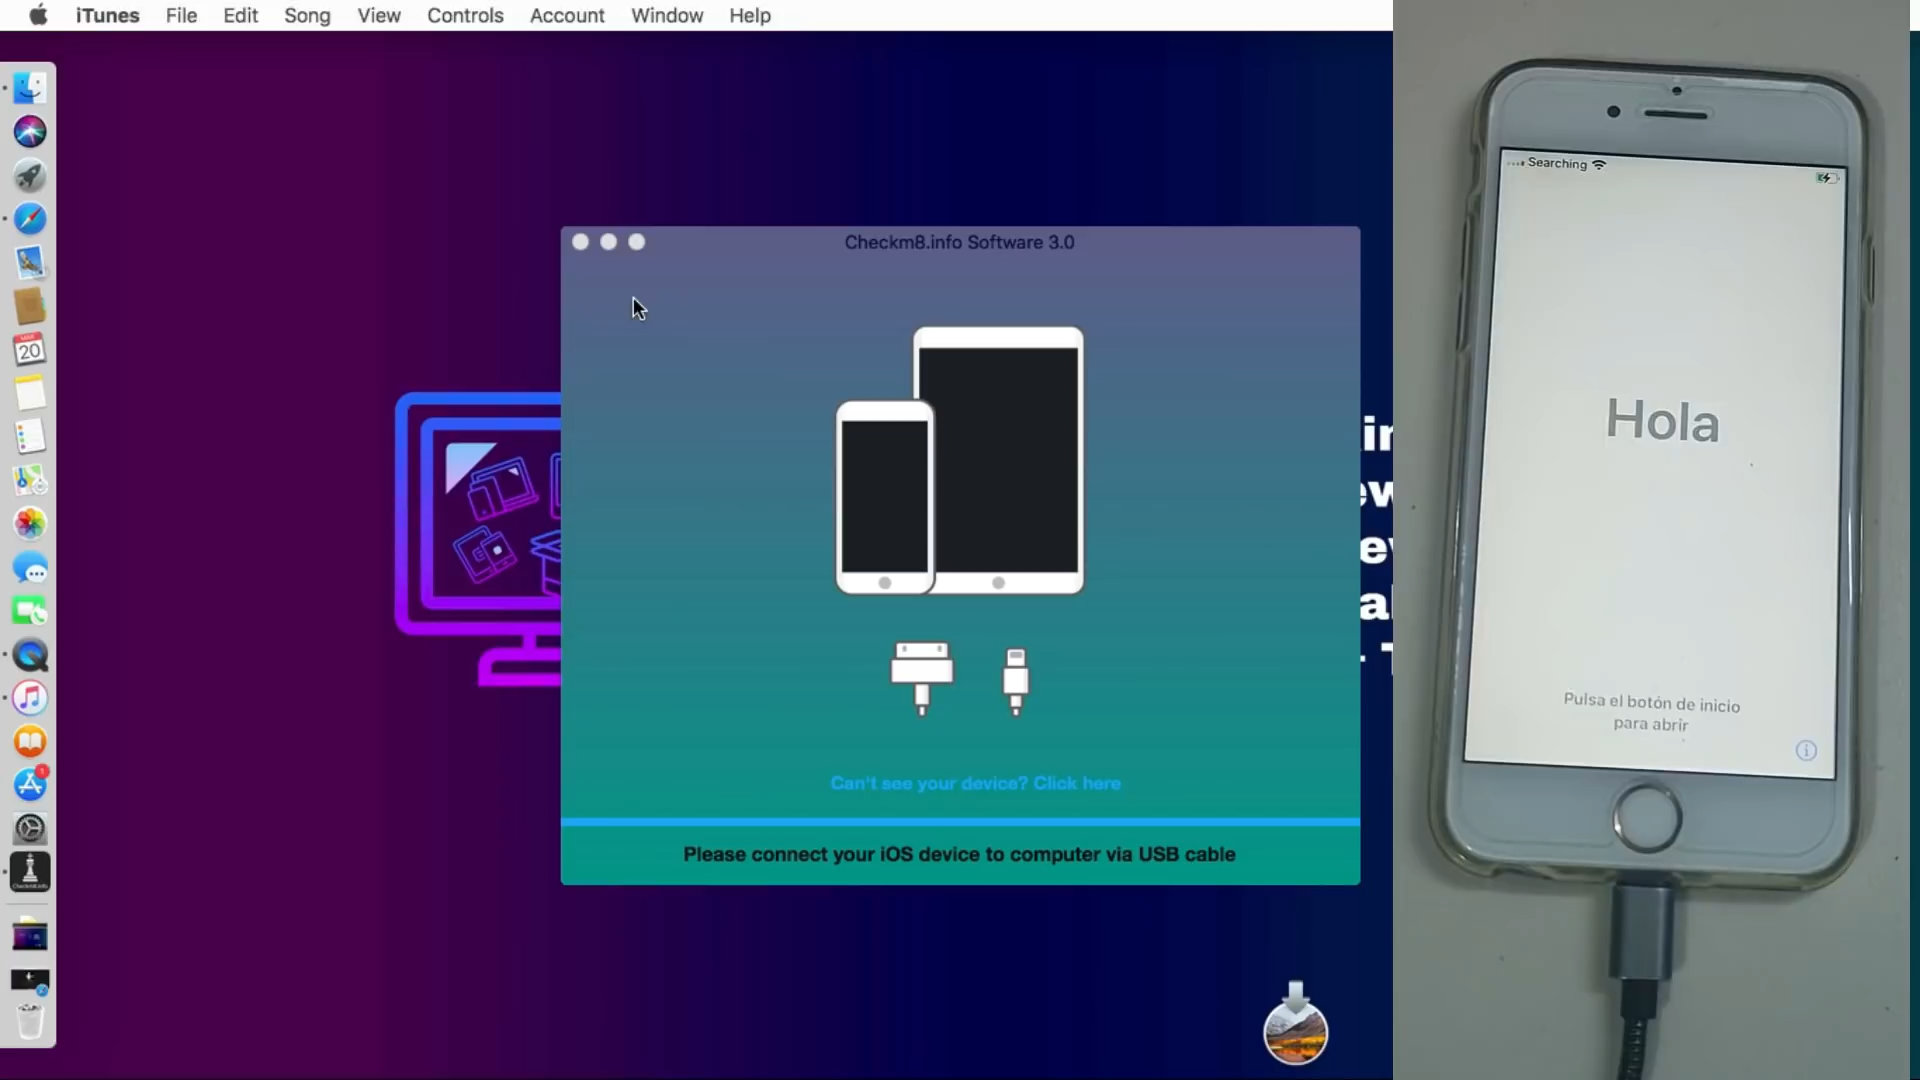 iTunes File Edit Song View Controls Account Window Help
Checkm8.info Software 3.0
Can't see your device? Click here
Please connect your iOS device to computer via USB cable
MAR
20
1
Searching
Hola
Pulsa el botón de inicio
para abrir